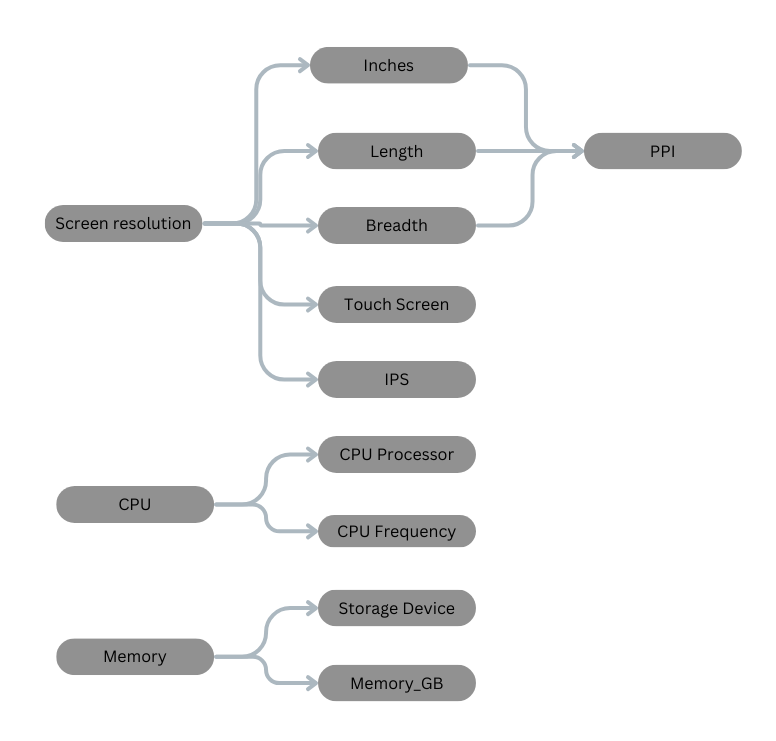 Inches
Length
PPI
Screen resolution
Breadth
Touch Screen
IPS
CPU Processor
CPU
CPU Frequency
Storage Device
Memory
Memory_GB